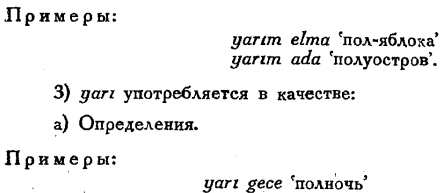 Примеры:
yarım elma ‘пол-яблока’
yarım ada ‘полуостров’.
3) yarı употребляется в качестве:
а) Определения.
Примеры:
yarı gece ‘полночь’